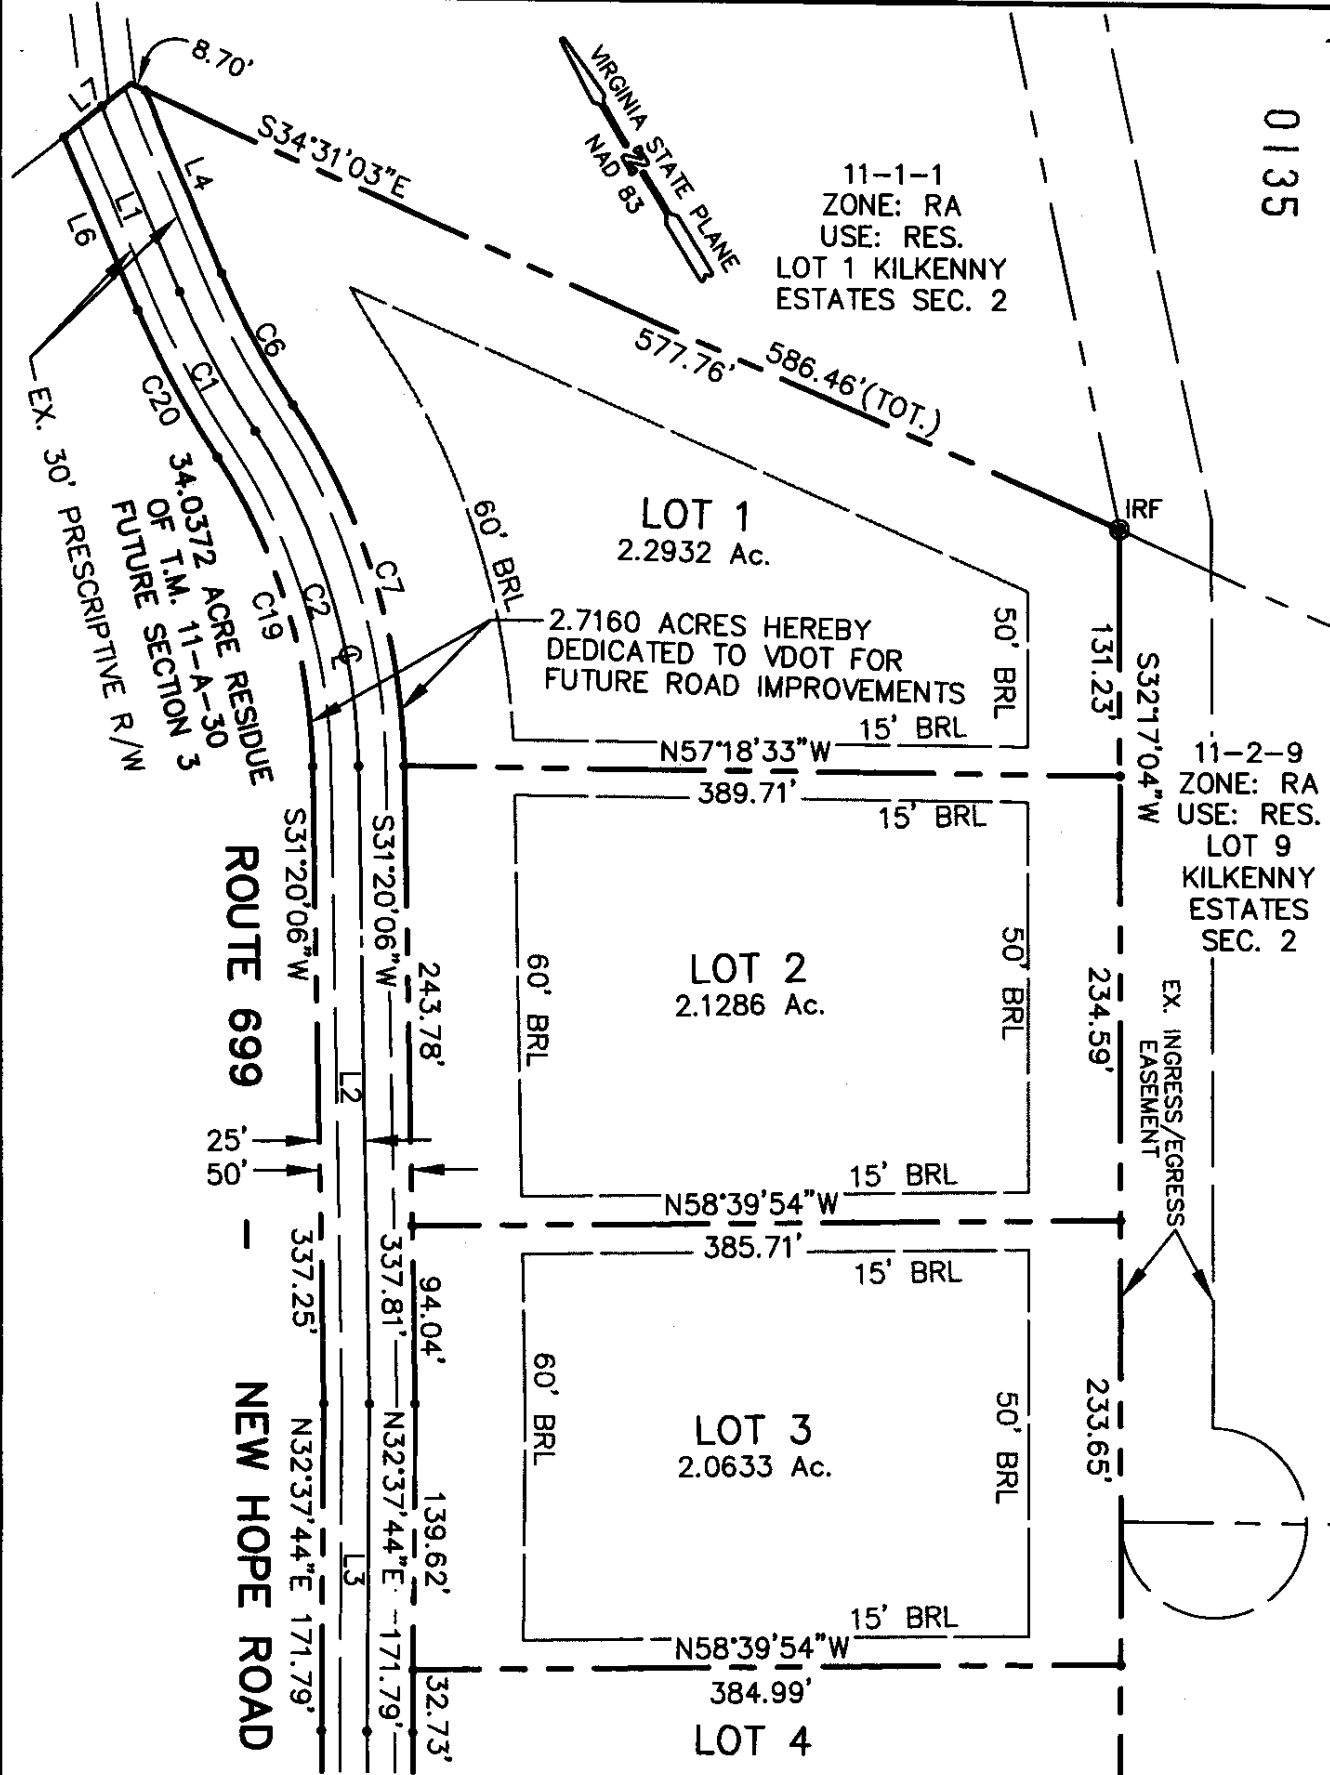 0135
8.70'
L7
S34°31'03"E
VIRGINIA STATE PLANE
NAD 83
11-1-1
ZONE: RA
USE: RES.
LOT 1 KILKENNY
ESTATES SEC. 2
L4
L1
L6
577.76'
586.46'(TOT.)
C6
C1
C20
EX. 30' PRESCRIPTIVE R/W
34.0372 ACRE RESIDUE
OF T.M. 11-A-30
FUTURE SECTION 3
IRF
LOT 1
2.2932 Ac.
60' BRL
C7
C2
C19
℄
2.7160 ACRES HEREBY
DEDICATED TO VDOT FOR
FUTURE ROAD IMPROVEMENTS
50' BRL
131.23'
S32°17'04"W
15' BRL
N57°18'33"W
389.71'
15' BRL
11-2-9
ZONE: RA
USE: RES.
LOT 9
KILKENNY
ESTATES
SEC. 2
S31°20'06"W
S31°20'06"W
243.78'
LOT 2
2.1286 Ac.
60' BRL
50' BRL
234.59'
EX. INGRESS/EGRESS
EASEMENT
L2
25'
50'
15' BRL
N58°39'54"W
385.71'
15' BRL
337.25'
337.81'
94.04'
LOT 3
2.0633 Ac.
60' BRL
50' BRL
233.65'
N32°37'44"E 171.79'
N32°37'44"E 171.79'
139.62'
L3
15' BRL
N58°39'54"W
384.99'
32.73'
LOT 4
ROUTE 699 - NEW HOPE ROAD